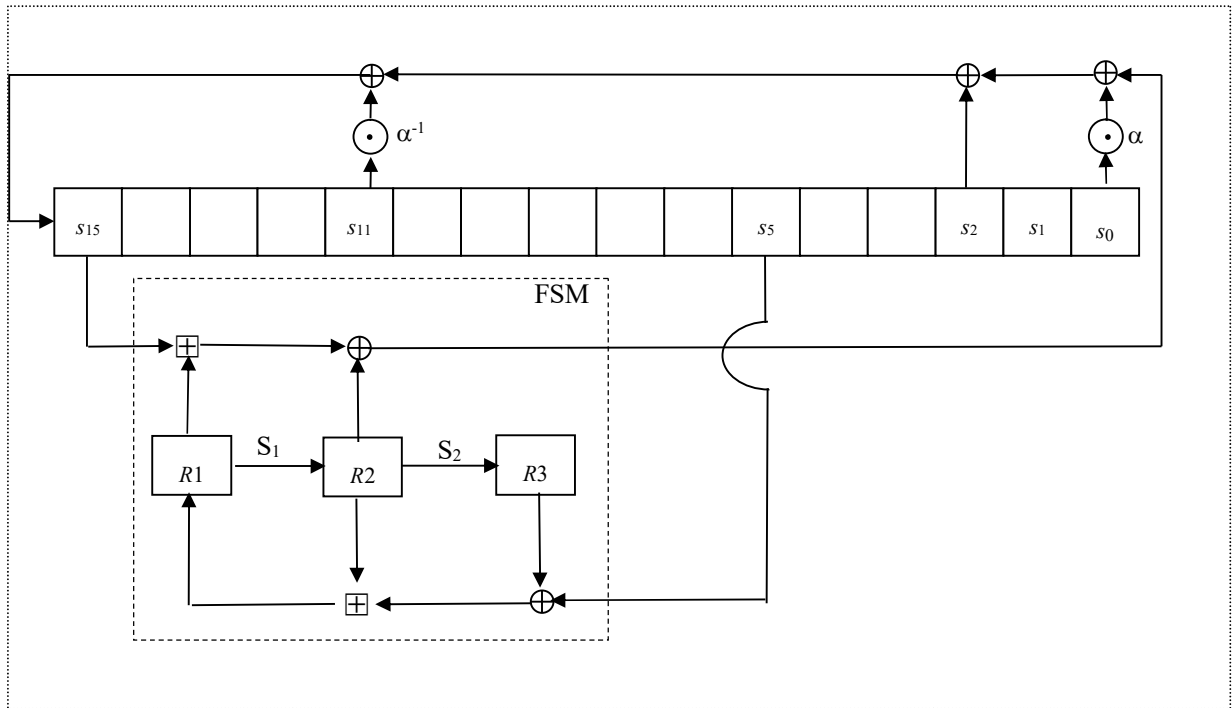 α⁻¹
α
s₁₅ s₁₁ s₅ s₂ s₁ s₀
FSM
S₁ S₂
R1 R2 R3